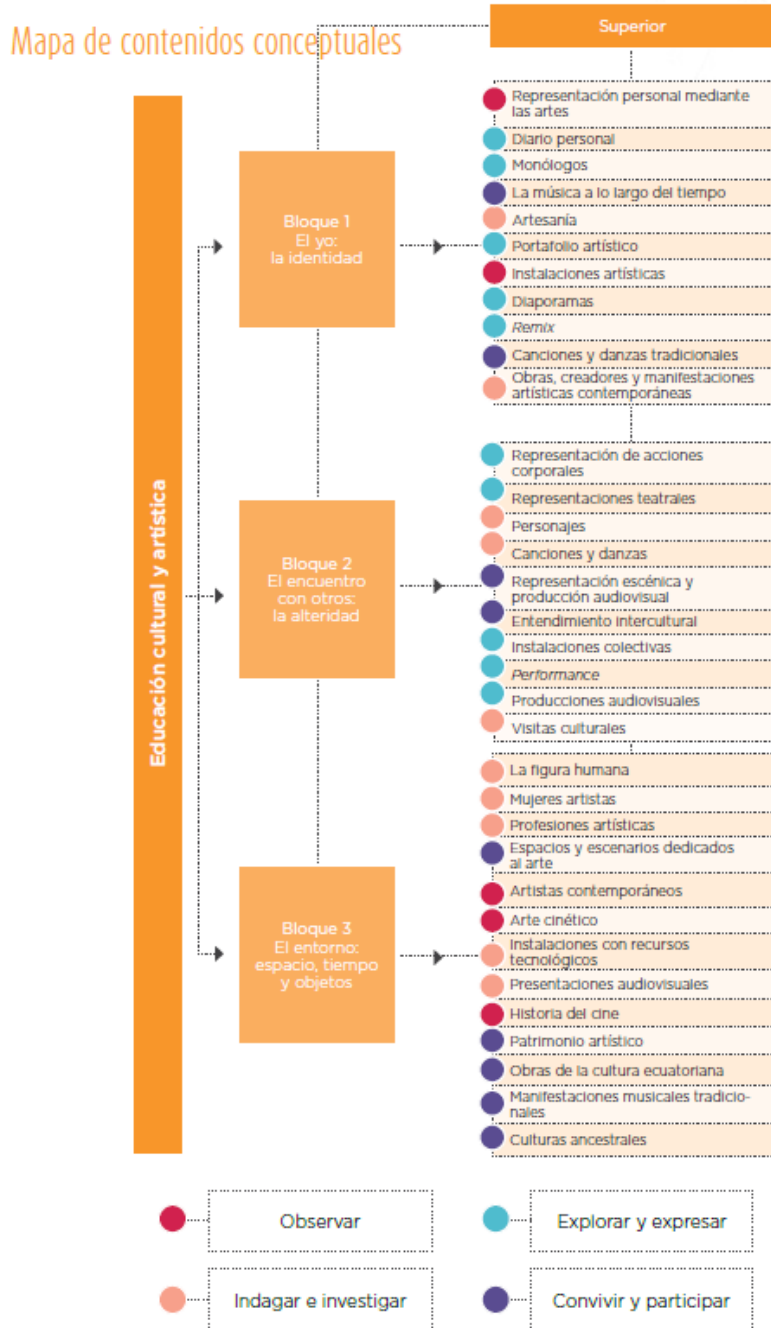 Mapa de contenidos conceptuales
Superior
Educación cultural y artística
Bloque 1
El yo:
la identidad
Representación personal mediante
las artes
Diario personal
Monólogos
La música a lo largo del tiempo
Artesanía
Portafolio artístico
Instalaciones artísticas
Diaporamas
Remix
Canciones y danzas tradicionales
Obras, creadores y manifestaciones
artísticas contemporáneas
Bloque 2
El encuentro
con otros:
la alteridad
Representación de acciones
corporales
Representaciones teatrales
Personajes
Canciones y danzas
Representación escénica y
producción audiovisual
Entendimiento intercultural
Instalaciones colectivas
Performance
Producciones audiovisuales
Visitas culturales
Bloque 3
El entorno:
espacio, tiempo
y objetos
La figura humana
Mujeres artistas
Profesiones artísticas
Espacios y escenarios dedicados
al arte
Artistas contemporáneos
Arte cinético
Instalaciones con recursos
tecnológicos
Presentaciones audiovisuales
Historia del cine
Patrimonio artístico
Obras de la cultura ecuatoriana
Manifestaciones musicales tradicio-
nales
Culturas ancestrales
Observar
Explorar y expresar
Indagar e investigar
Convivir y participar